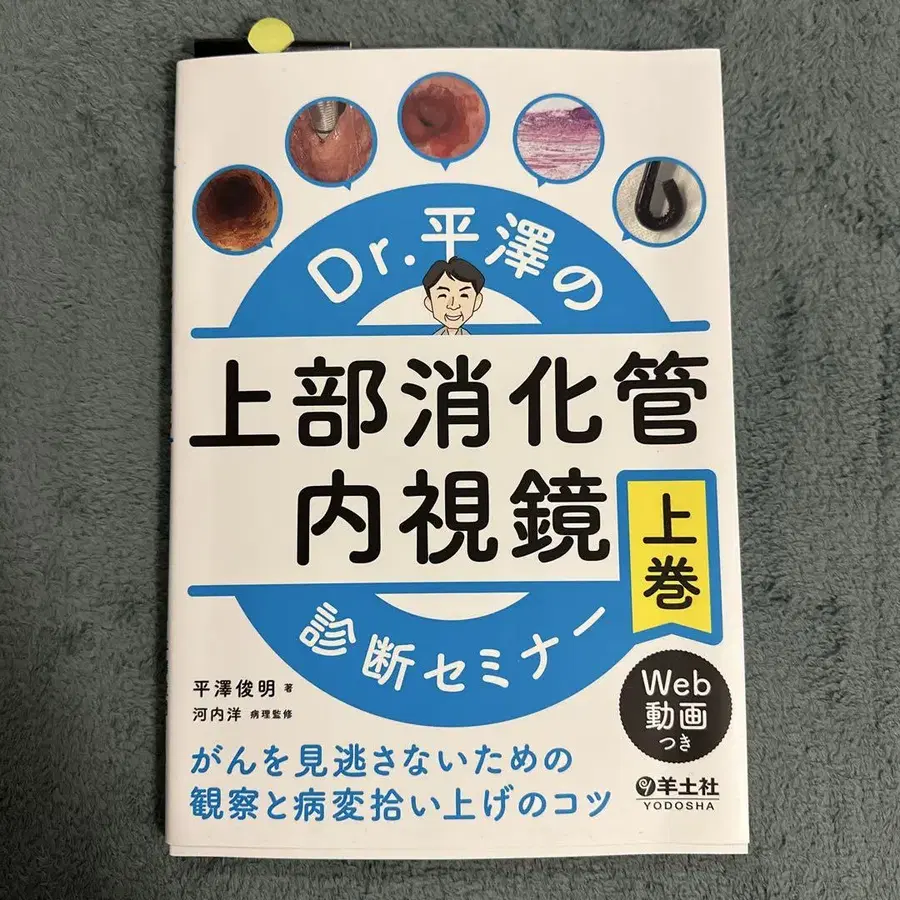 Dr.平澤の
上部消化管
内視鏡
上巻
診断セミナー
平澤俊明 著
河内洋 病理監修
Web
動画
つき
がんを見逃さないための
観察と病変拾い上げのコツ
羊土社
YODOSHA